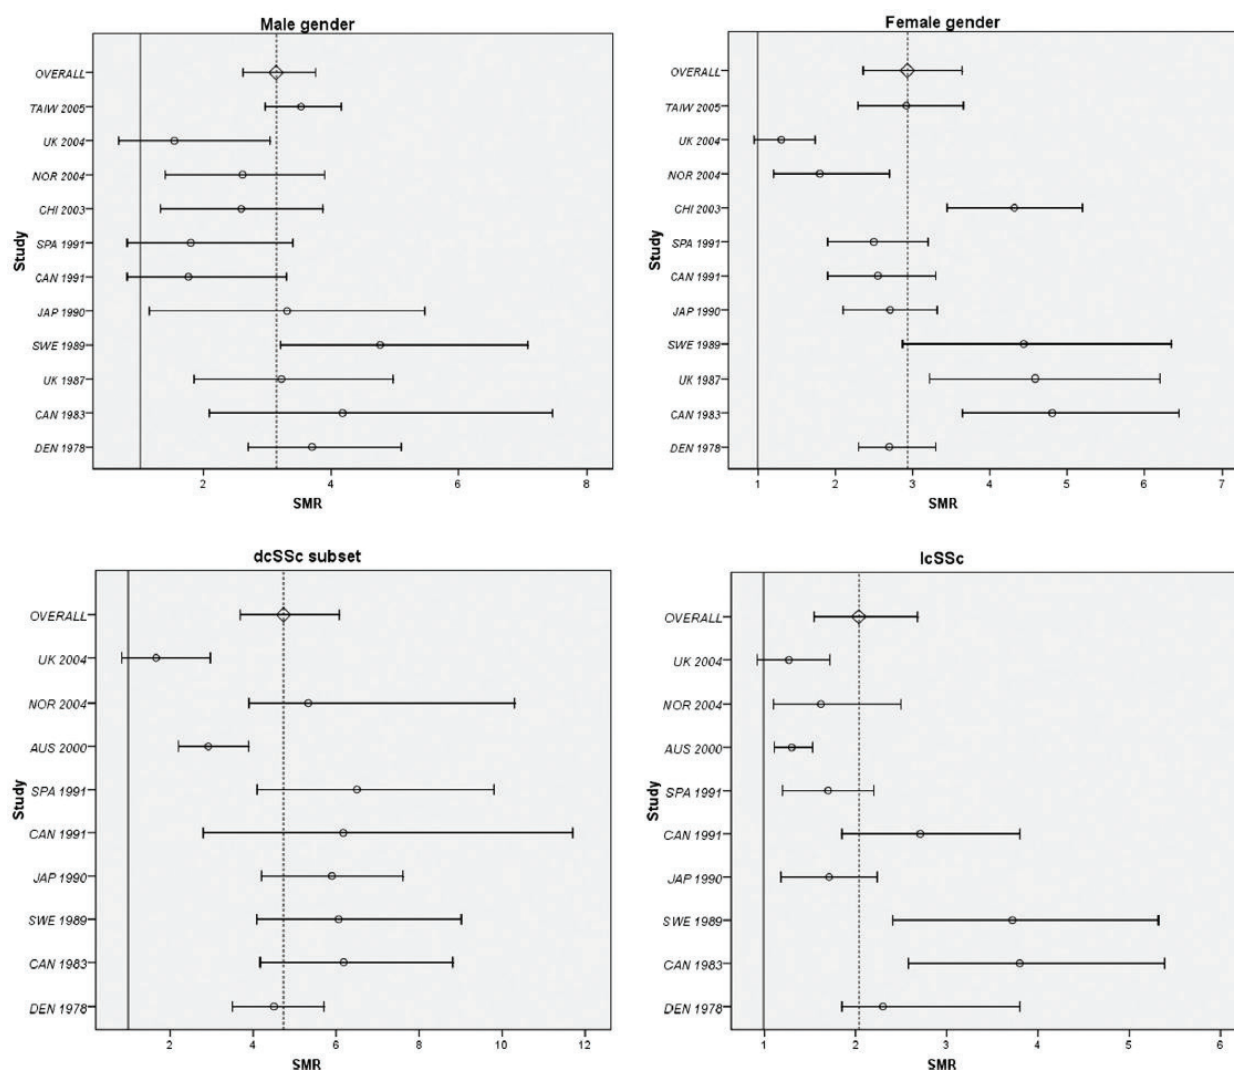 Male gender
Study
OVERALL
TAIW 2005
UK 2004
NOR 2004
CHI 2003
SPA 1991
CAN 1991
JAP 1990
SWE 1989
UK 1987
CAN 1983
DEN 1978
2 4 6 8
SMR
Female gender
Study
OVERALL
TAIW 2005
UK 2004
NOR 2004
CHI 2003
SPA 1991
CAN 1991
JAP 1990
SWE 1989
UK 1987
CAN 1983
DEN 1978
1 2 3 4 5 6 7
SMR
dcSSc subset
Study
OVERALL
UK 2004
NOR 2004
AUS 2000
SPA 1991
CAN 1991
JAP 1990
SWE 1989
CAN 1983
DEN 1978
2 4 6 8 10 12
SMR
lcSSc
Study
OVERALL
UK 2004
NOR 2004
AUS 2000
SPA 1991
CAN 1991
JAP 1990
SWE 1989
CAN 1983
DEN 1978
1 2 3 4 5 6
SMR